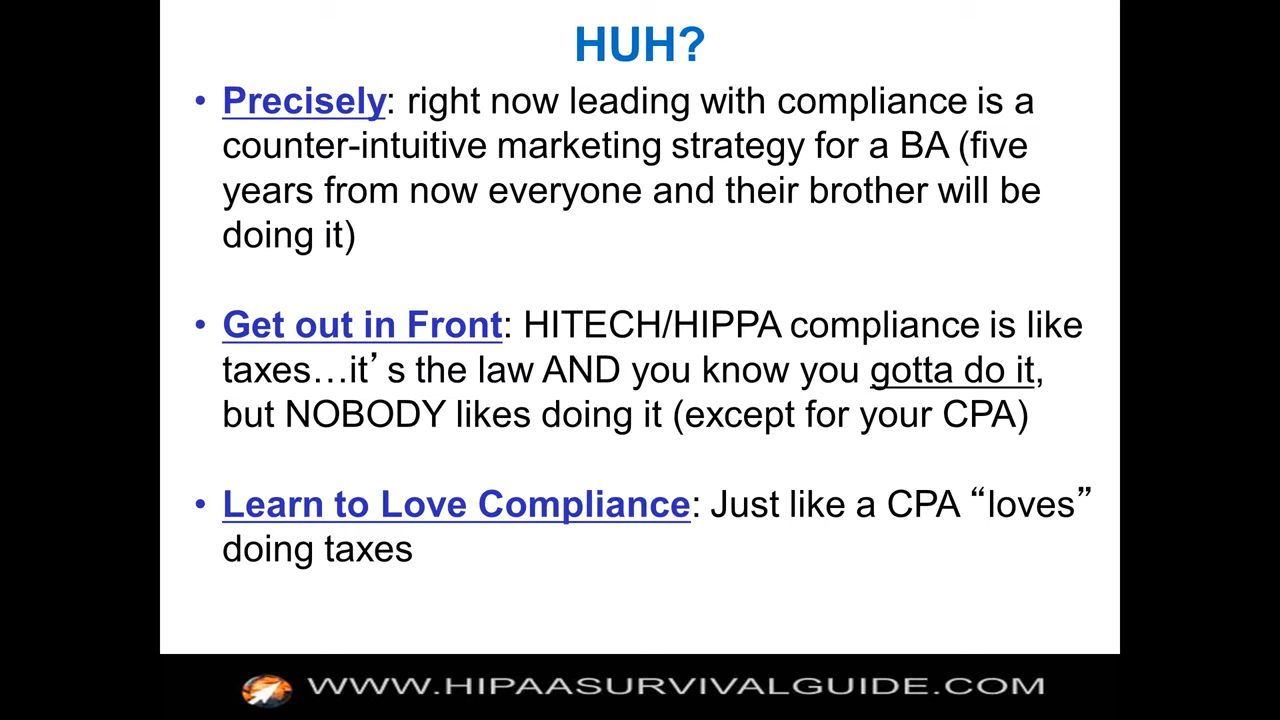 HUH?
• Precisely: right now leading with compliance is a
counter-intuitive marketing strategy for a BA (five
years from now everyone and their brother will be
doing it)
• Get out in Front: HITECH/HIPPA compliance is like
taxes…it’s the law AND you know you gotta do it,
but NOBODY likes doing it (except for your CPA)
• Learn to Love Compliance: Just like a CPA “loves”
doing taxes
WWW.HIPAASURVIVALGUIDE.COM